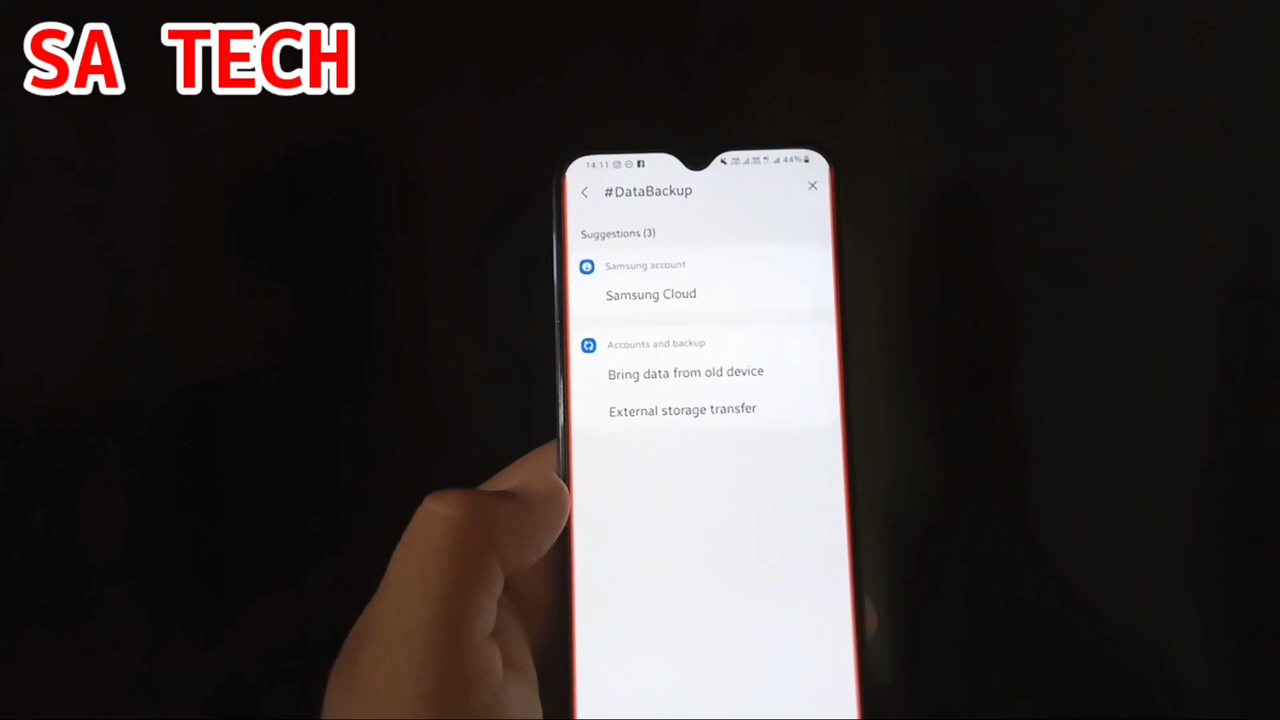 SA TECH
14:11
44%
#DataBackup
Suggestions (3)
Samsung account
Samsung Cloud
Accounts and backup
Bring data from old device
External storage transfer